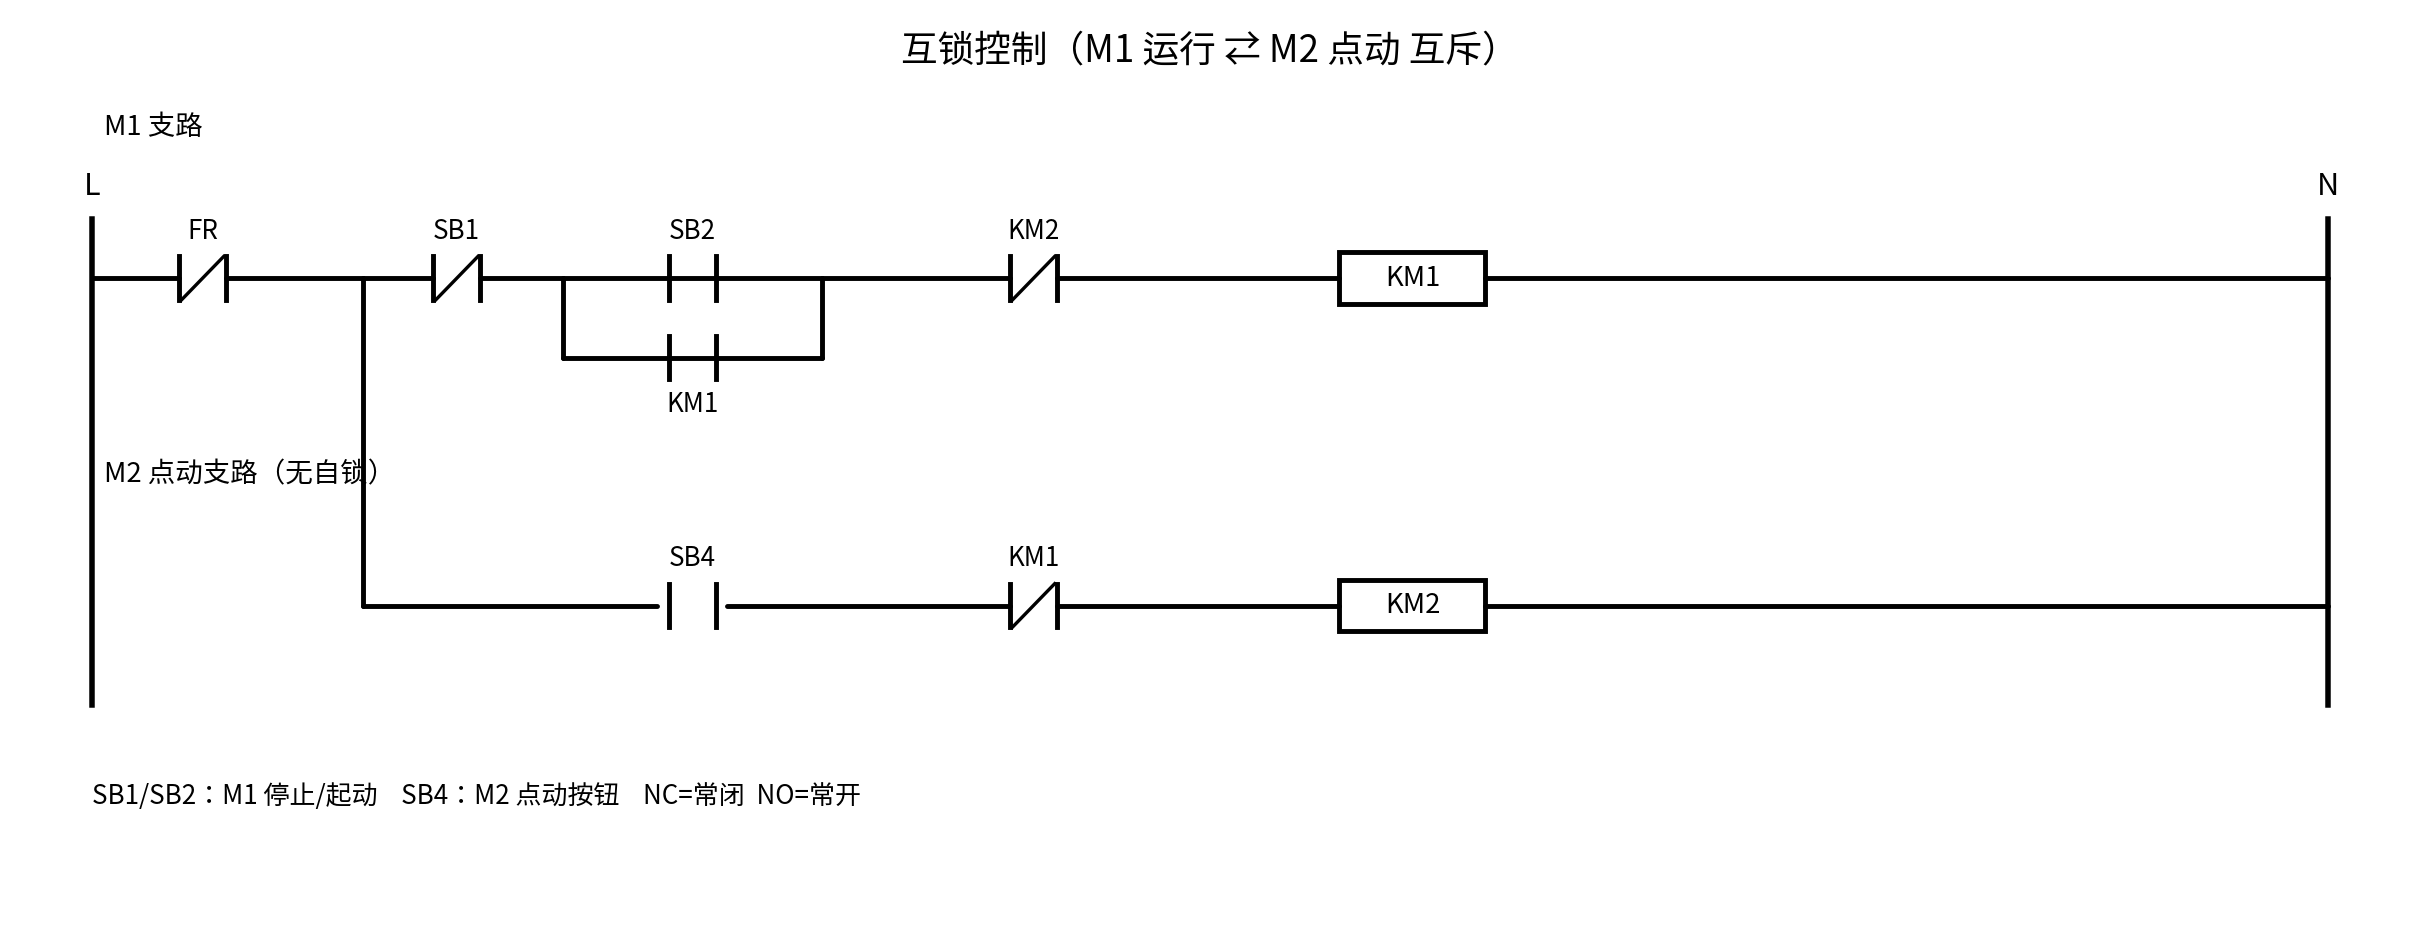 互锁控制（M1 运行 ⇄ M2 点动 互斥）
M1 支路
L
N
FR
SB1
SB2
KM2
KM1
KM1
M2 点动支路（无自锁）
SB4
KM1
KM2
SB1/SB2：M1 停止/起动 SB4：M2 点动按钮 NC=常闭 NO=常开